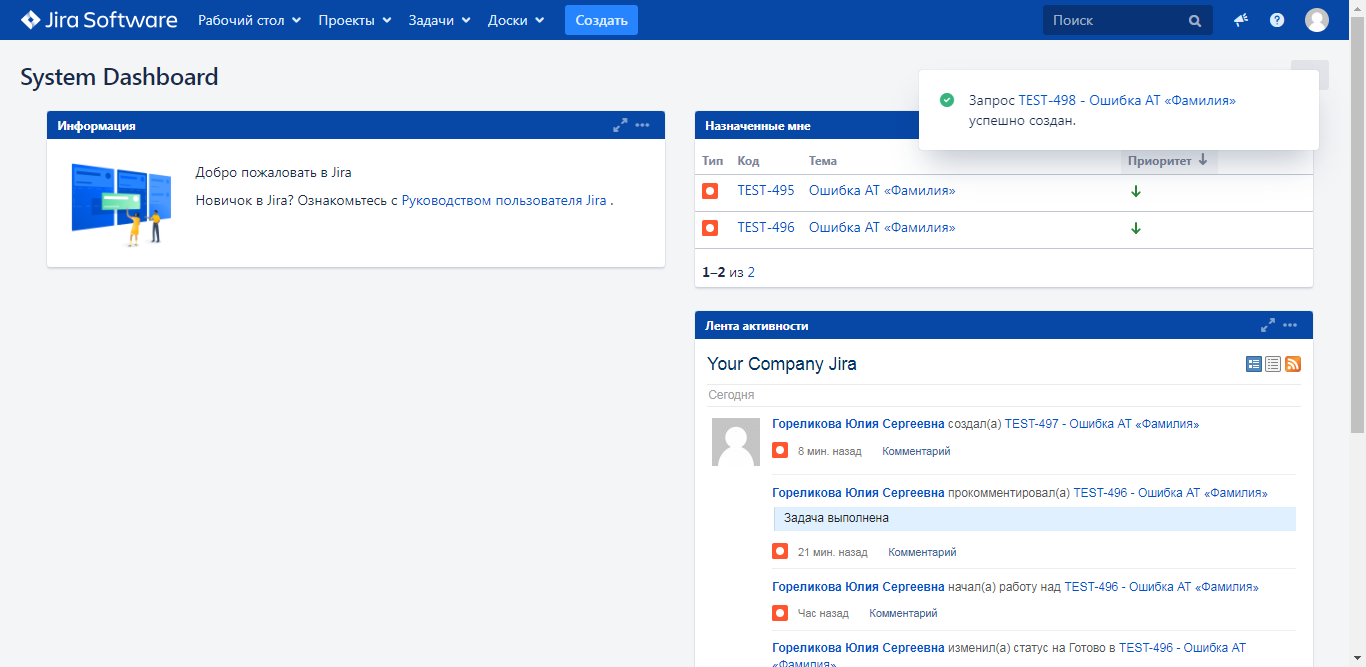 Jira Software Рабочий стол Проекты Задачи Доски Создать Поиск
System Dashboard
Запрос TEST-498 - Ошибка АТ «Фамилия»
успешно создан.
Информация
Добро пожаловать в Jira
Новичок в Jira? Ознакомьтесь с Руководством пользователя Jira .
Назначенные мне
Тип Код Тема Приоритет
TEST-495 Ошибка АТ «Фамилия»
TEST-496 Ошибка АТ «Фамилия»
1–2 из 2
Лента активности
Your Company Jira
Сегодня
Гореликова Юлия Сергеевна создал(а) TEST-497 - Ошибка АТ «Фамилия»
8 мин. назад Комментарий
Гореликова Юлия Сергеевна прокомментировал(а) TEST-496 - Ошибка АТ «Фамилия»
Задача выполнена
21 мин. назад Комментарий
Гореликова Юлия Сергеевна начал(а) работу над TEST-496 - Ошибка АТ «Фамилия»
Час назад Комментарий
Гореликова Юлия Сергеевна изменил(а) статус на Готово в TEST-496 - Ошибка АТ
«Фамилия»